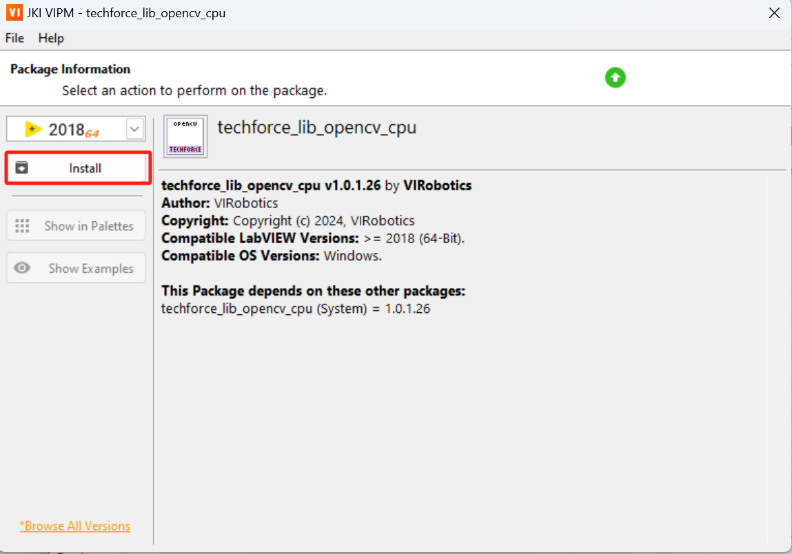 VI JKI VIPM - techforce_lib_opencv_cpu
File Help
Package Information
Select an action to perform on the package.
2018 64
Install
Show in Palettes
Show Examples
*Browse All Versions
OPENCV
TECHFORCE
techforce_lib_opencv_cpu
techforce_lib_opencv_cpu v1.0.1.26 by VIRobotics
Author: VIRobotics
Copyright: Copyright (c) 2024, VIRobotics
Compatible LabVIEW Versions: >= 2018 (64-Bit).
Compatible OS Versions: Windows.
This Package depends on these other packages:
techforce_lib_opencv_cpu (System) = 1.0.1.26